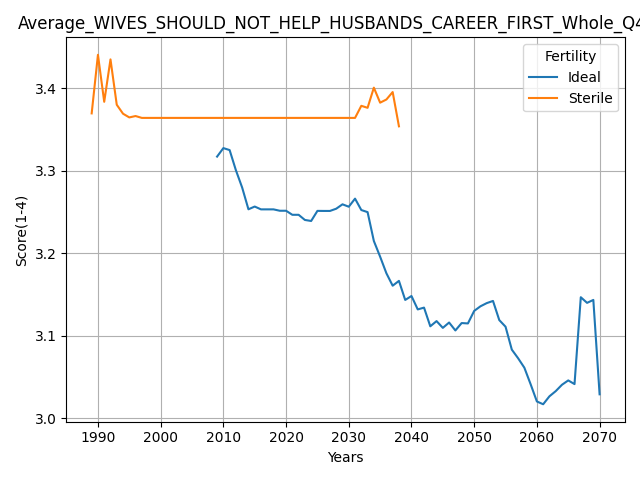 Average_WIVES_SHOULD_NOT_HELP_HUSBANDS_CAREER_FIRST_Whole_Q4
Fertility
Ideal
Sterile
Score(1-4)
3.4
3.3
3.2
3.1
3.0
1990 2000 2010 2020 2030 2040 2050 2060 2070
Years